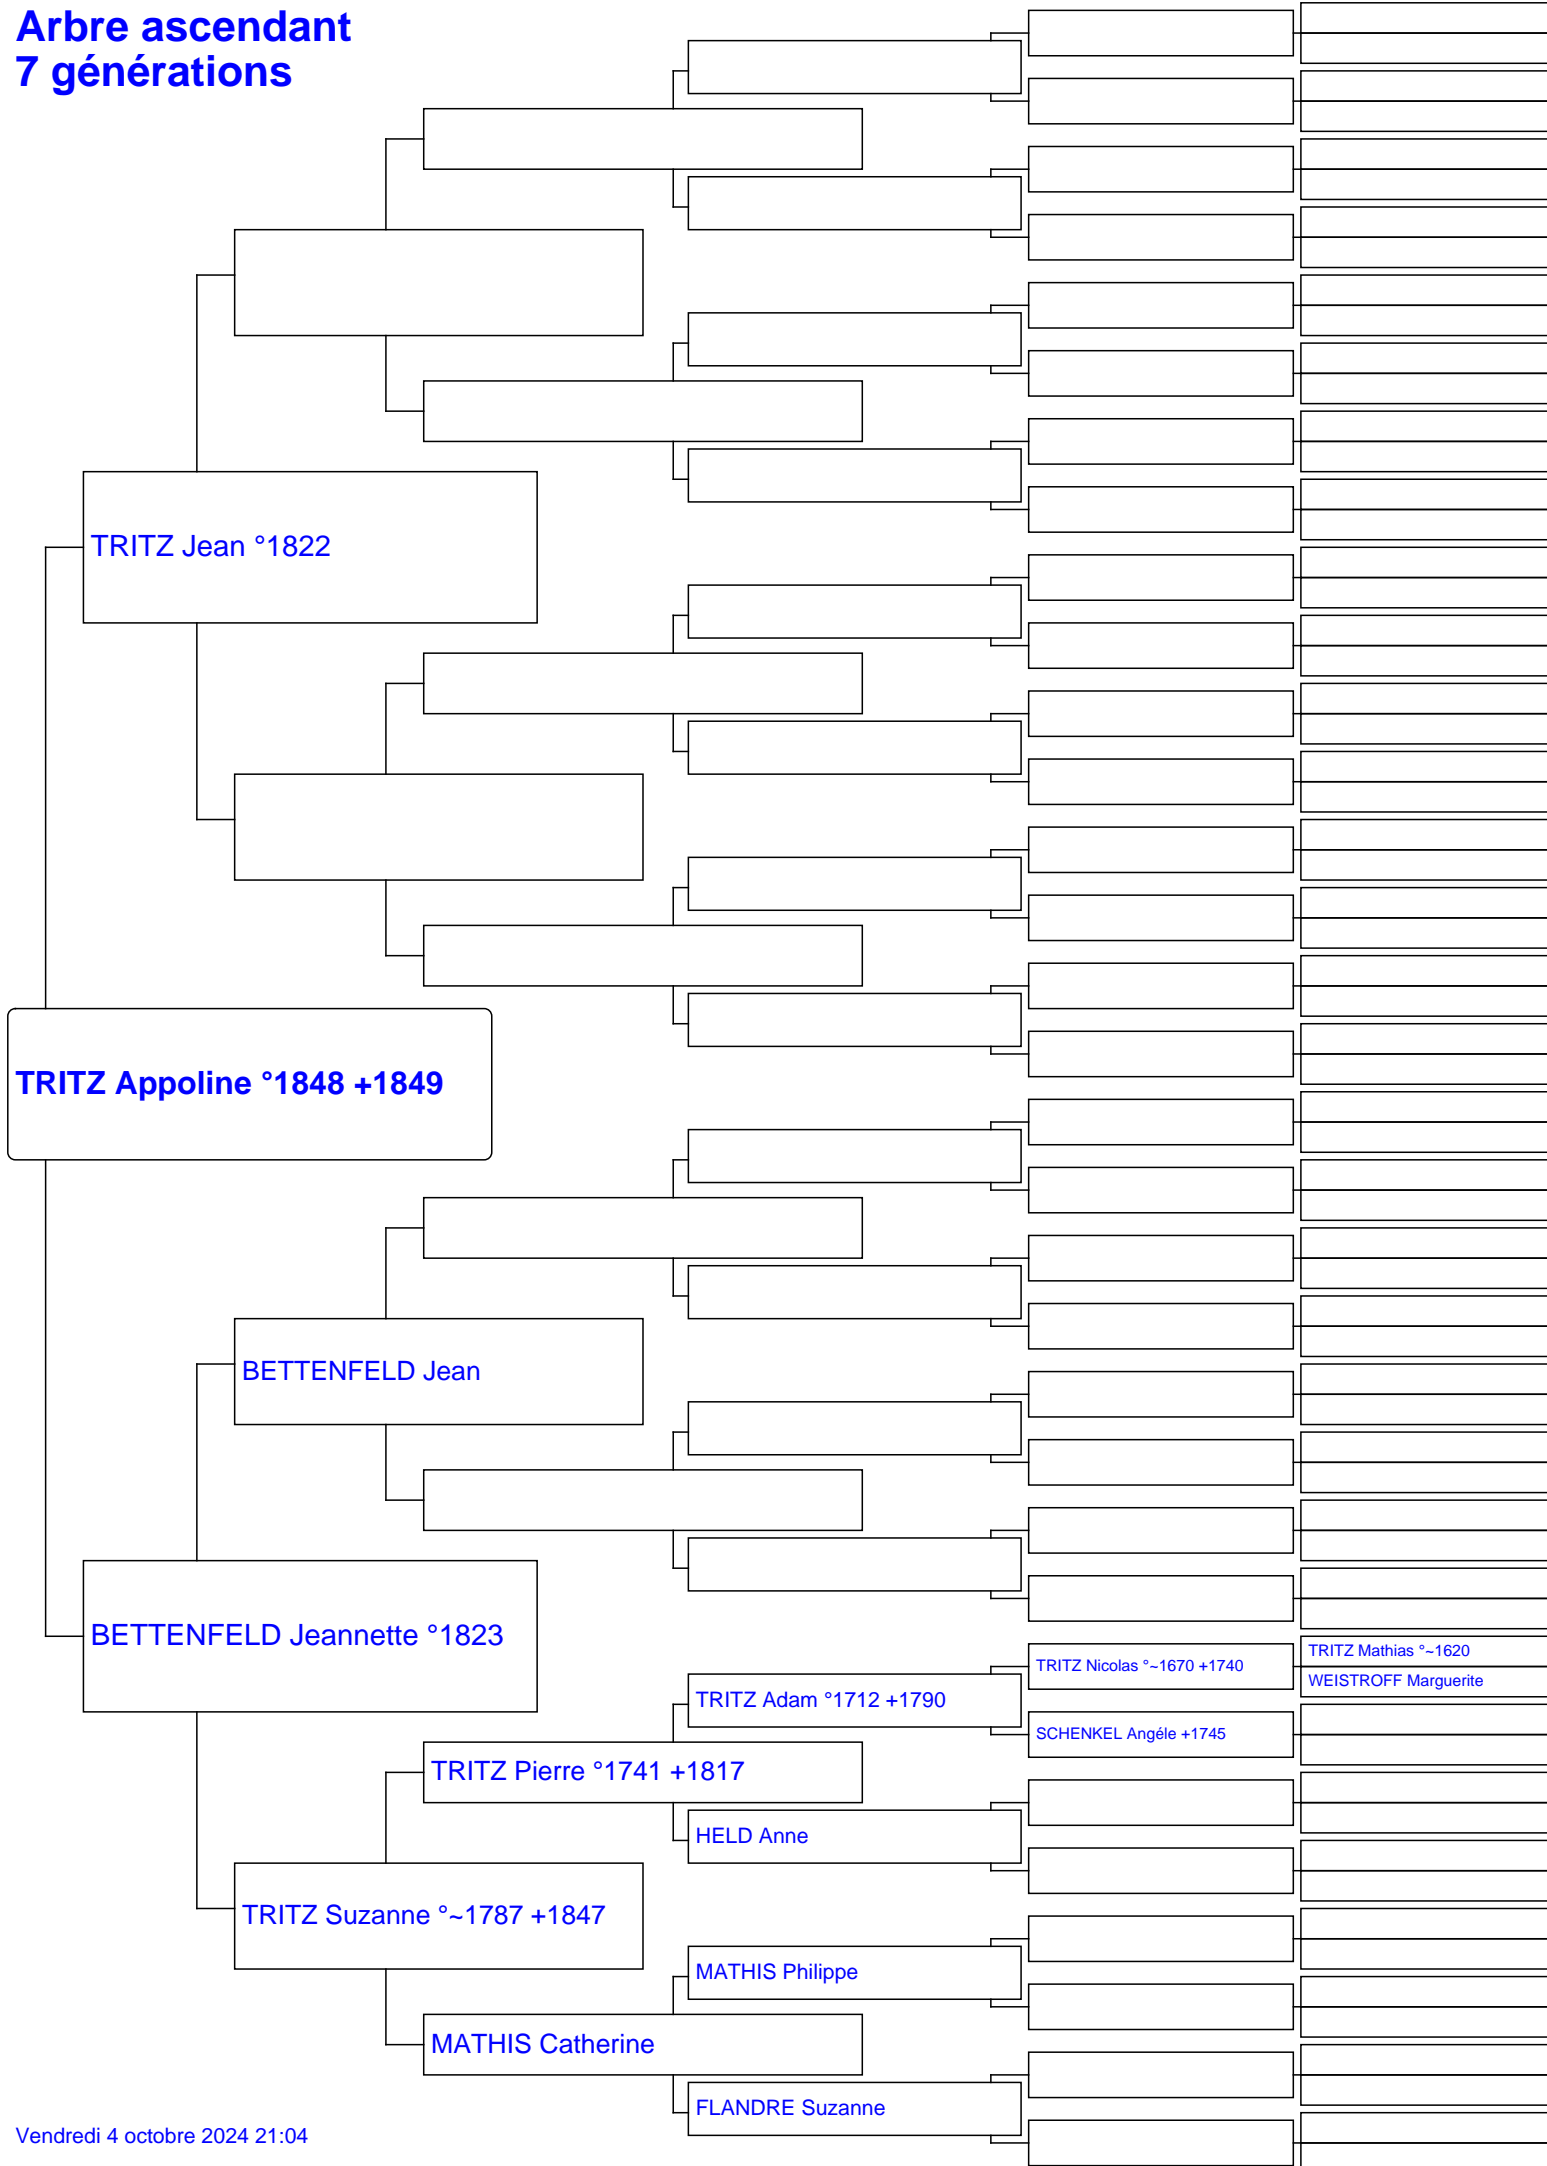 Arbre ascendant
7 générations
TRITZ Jean °1822
TRITZ Appoline °1848 +1849
BETTENFELD Jean
BETTENFELD Jeannette °1823
TRITZ Mathias °~1620
TRITZ Nicolas °~1670 +1740
WEISTROFF Marguerite
TRITZ Adam °1712 +1790
SCHENKEL Angéle +1745
TRITZ Pierre °1741 +1817
HELD Anne
TRITZ Suzanne °~1787 +1847
MATHIS Philippe
MATHIS Catherine
FLANDRE Suzanne
Vendredi 4 octobre 2024 21:04